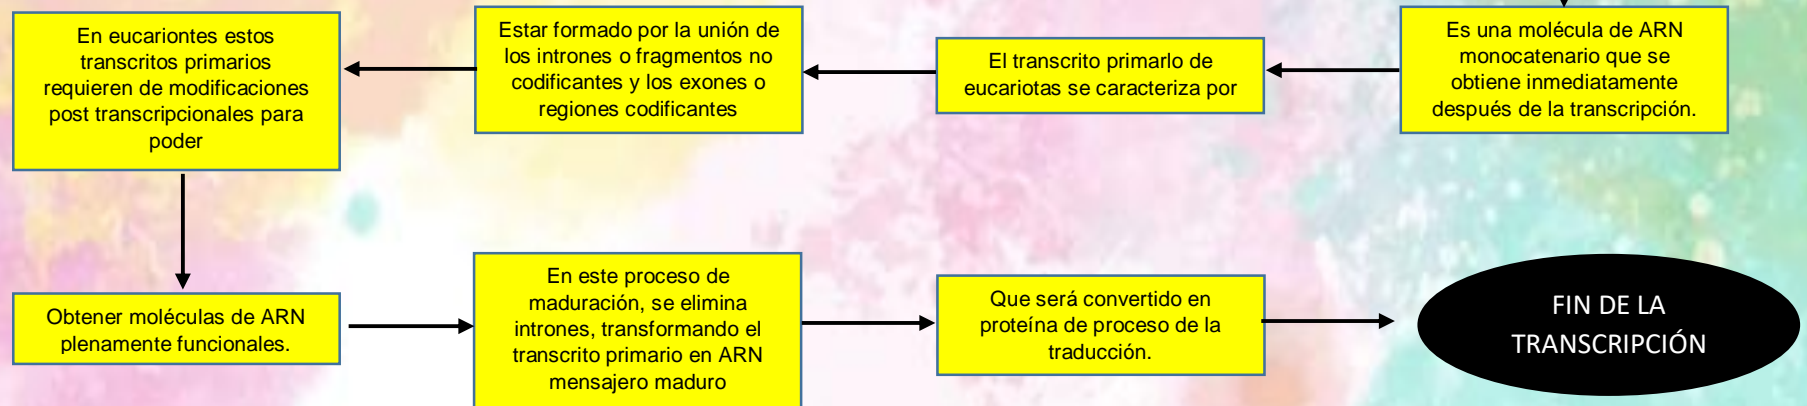 Es una molécula de ARN
monocatenario que se
obtiene inmediatamente
después de la transcripción.
El transcrito primarlo de
eucariotas se caracteriza por
Estar formado por la unión de
los intrones o fragmentos no
codificantes y los exones o
regiones codificantes
En eucariontes estos
transcritos primarios
requieren de modificaciones
post transcripcionales para
poder
Obtener moléculas de ARN
plenamente funcionales.
En este proceso de
maduración, se elimina
intrones, transformando el
transcrito primario en ARN
mensajero maduro
Que será convertido en
proteína de proceso de la
traducción.
FIN DE LA
TRANSCRIPCIÓN